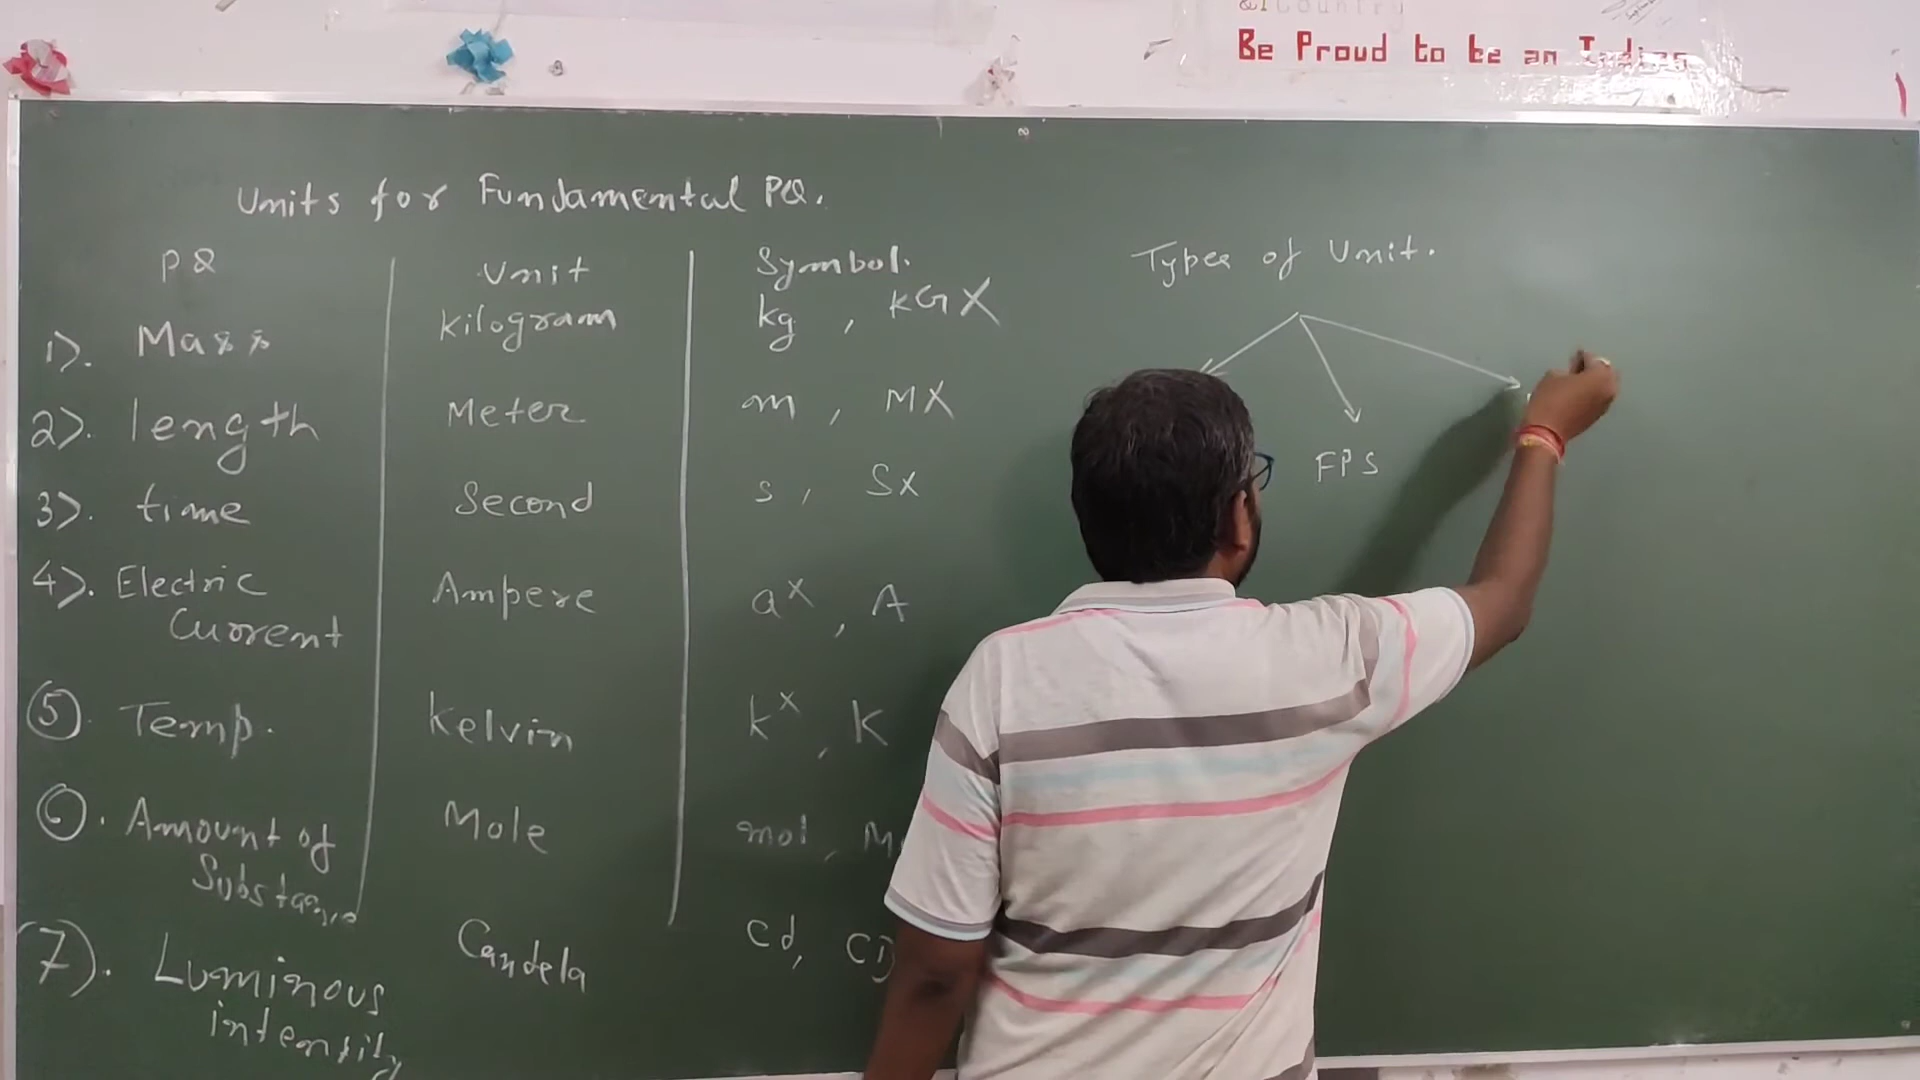 & Country
Be Proud to be an Indian
Units for Fundamental PQ.
PQ Unit Symbol.
1). Mass Kilogram kg , KG X
2). length Meter m , M X
3). time Second s , S x
4). Electric Current Ampere a x , A
5. Temp. Kelvin k x , K
6. Amount of Substance Mole mol ,
(7). Luminous intensity Candela Cd, CD
Types of Unit.
FPS